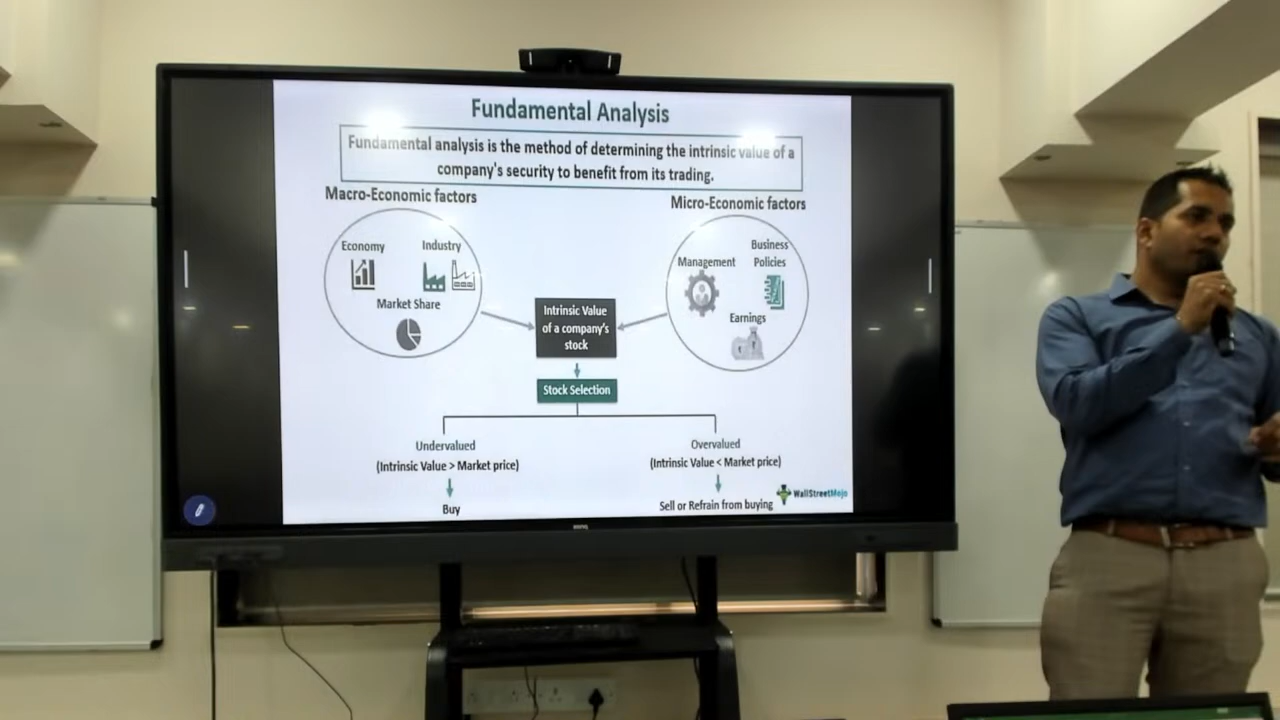 Fundamental Analysis
Fundamental analysis is the method of determining the intrinsic value of a
company's security to benefit from its trading.
Macro-Economic factors
Economy
Industry
Market Share
Micro-Economic factors
Management
Business
Policies
Earnings
Intrinsic Value
of a company's
stock
Stock Selection
Undervalued
(Intrinsic Value > Market price)
Buy
Overvalued
(Intrinsic Value < Market price)
Sell or Refrain from buying
WallStreetMojo
BenQ